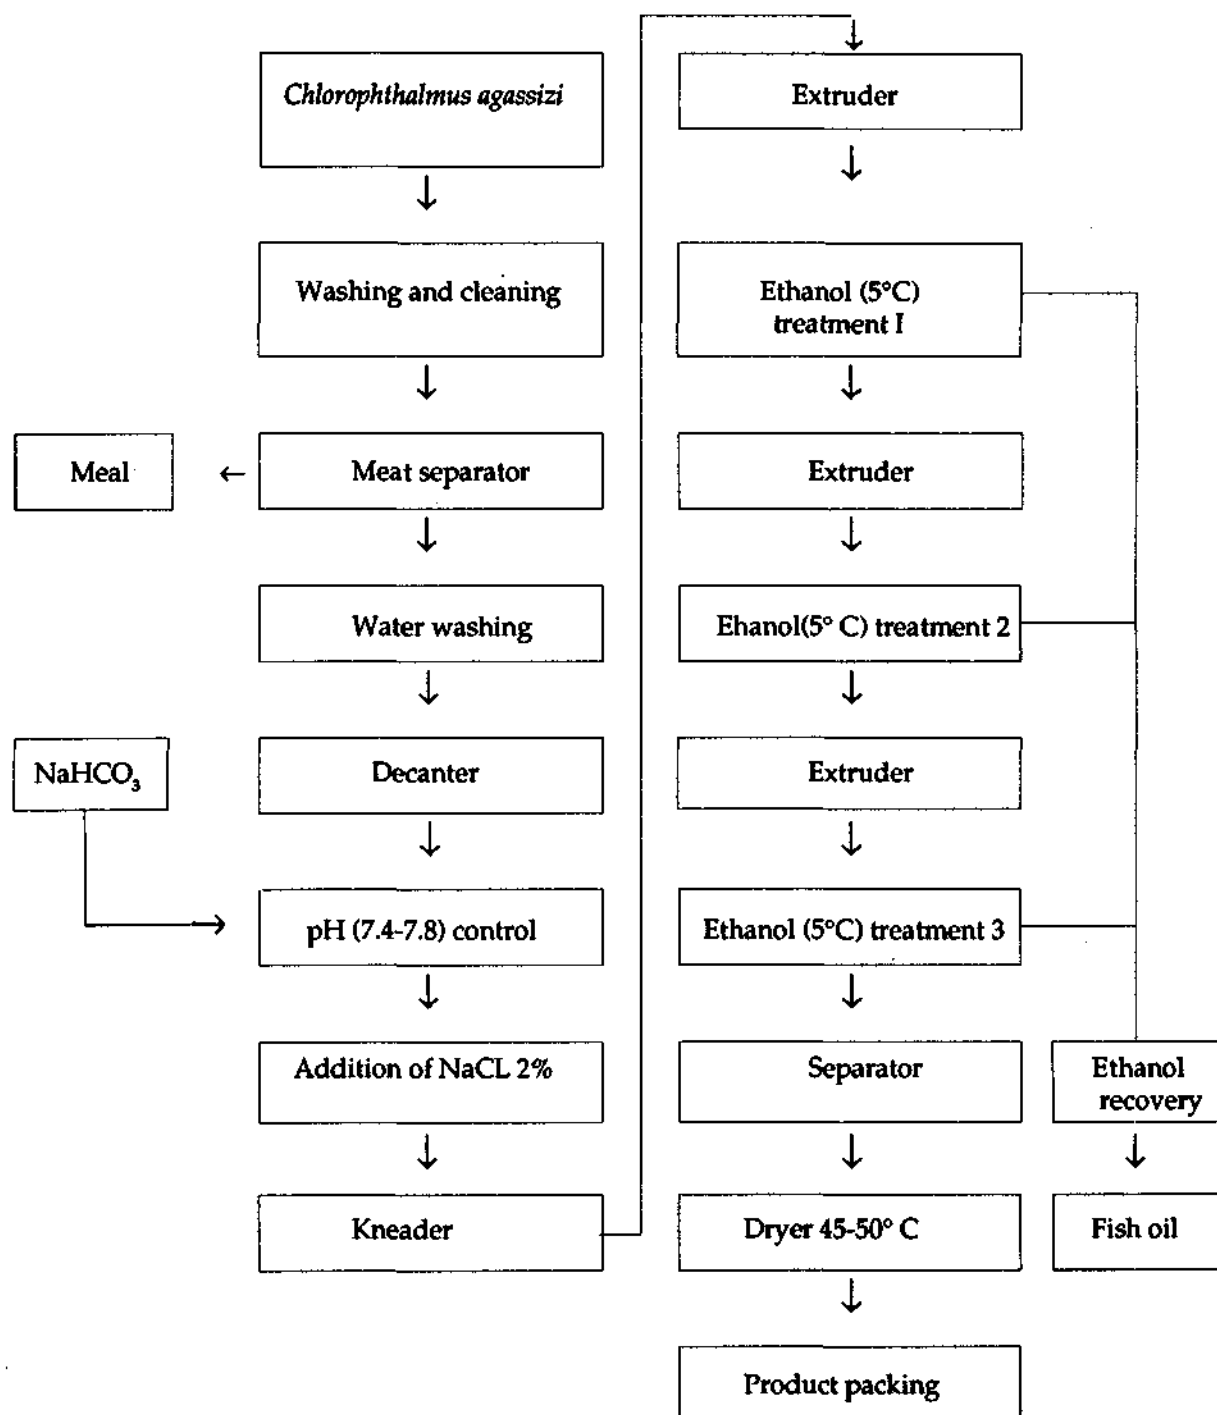 Chlorophthalmus agassizi
Washing and cleaning
Meal
Meat separator
Water washing
NaHCO₃
Decanter
pH (7.4-7.8) control
Addition of NaCL 2%
Kneader
Extruder
Ethanol (5°C)
treatment I
Extruder
Ehanol(5° C) treatment 2
Extruder
Ethanol (5°C) treatment 3
Separator
Ethanol
recovery
Dryer 45-50° C
Fish oil
Product packing